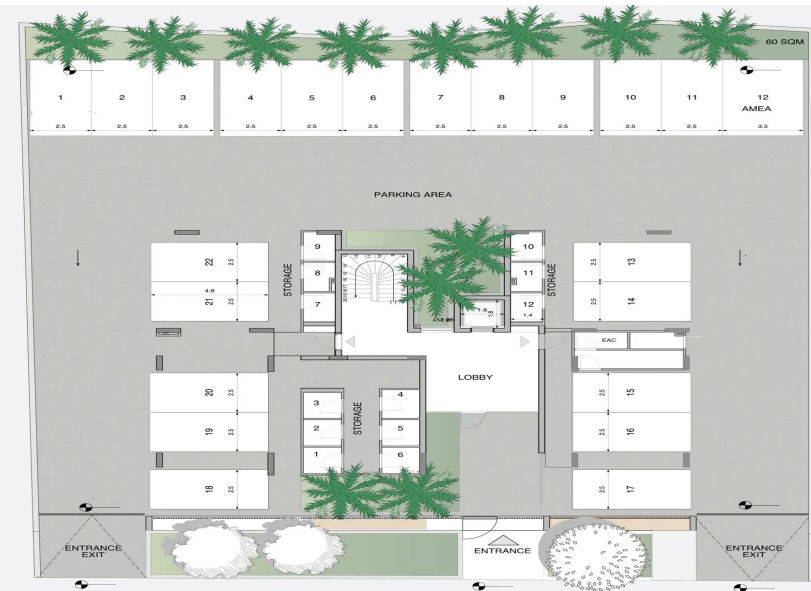 60 SQM
1 2 3 4 5 6 7 8 9 10 11 12
AMEA
2.5 2.5 2.5 2.5 2.5 2.5 2.5 2.5 2.5 2.5 2.5 3.3
PARKING AREA
22 2.5
4.8
21 2.5
STORAGE
9
8
7
10
11
12
1.4
1.8
1.8
STORAGE
2.5 13
2.5 14
EAC
LOBBY
20 2.5
19 2.5
18 2.5
3
2
1
STORAGE
4
5
6
2.5 15
2.5 16
2.5 17
ENTRANCE
EXIT
ENTRANCE
ENTRANCE
EXIT